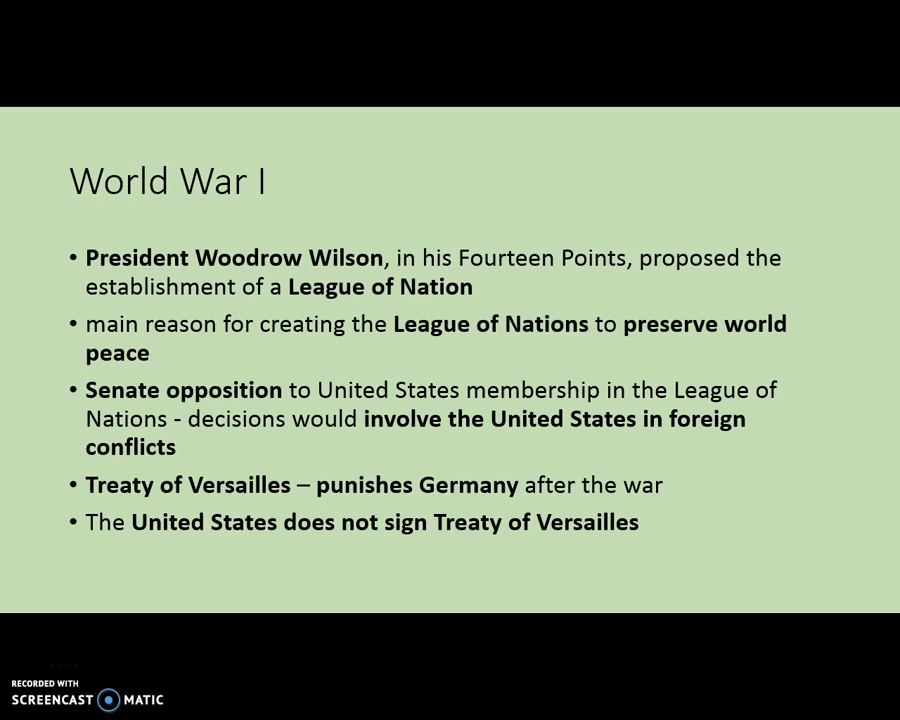 World War I
• President Woodrow Wilson, in his Fourteen Points, proposed the
establishment of a League of Nation
• main reason for creating the League of Nations to preserve world
peace
• Senate opposition to United States membership in the League of
Nations - decisions would involve the United States in foreign
conflicts
• Treaty of Versailles – punishes Germany after the war
• The United States does not sign Treaty of Versailles
RECORDED WITH
SCREENCAST MATIC